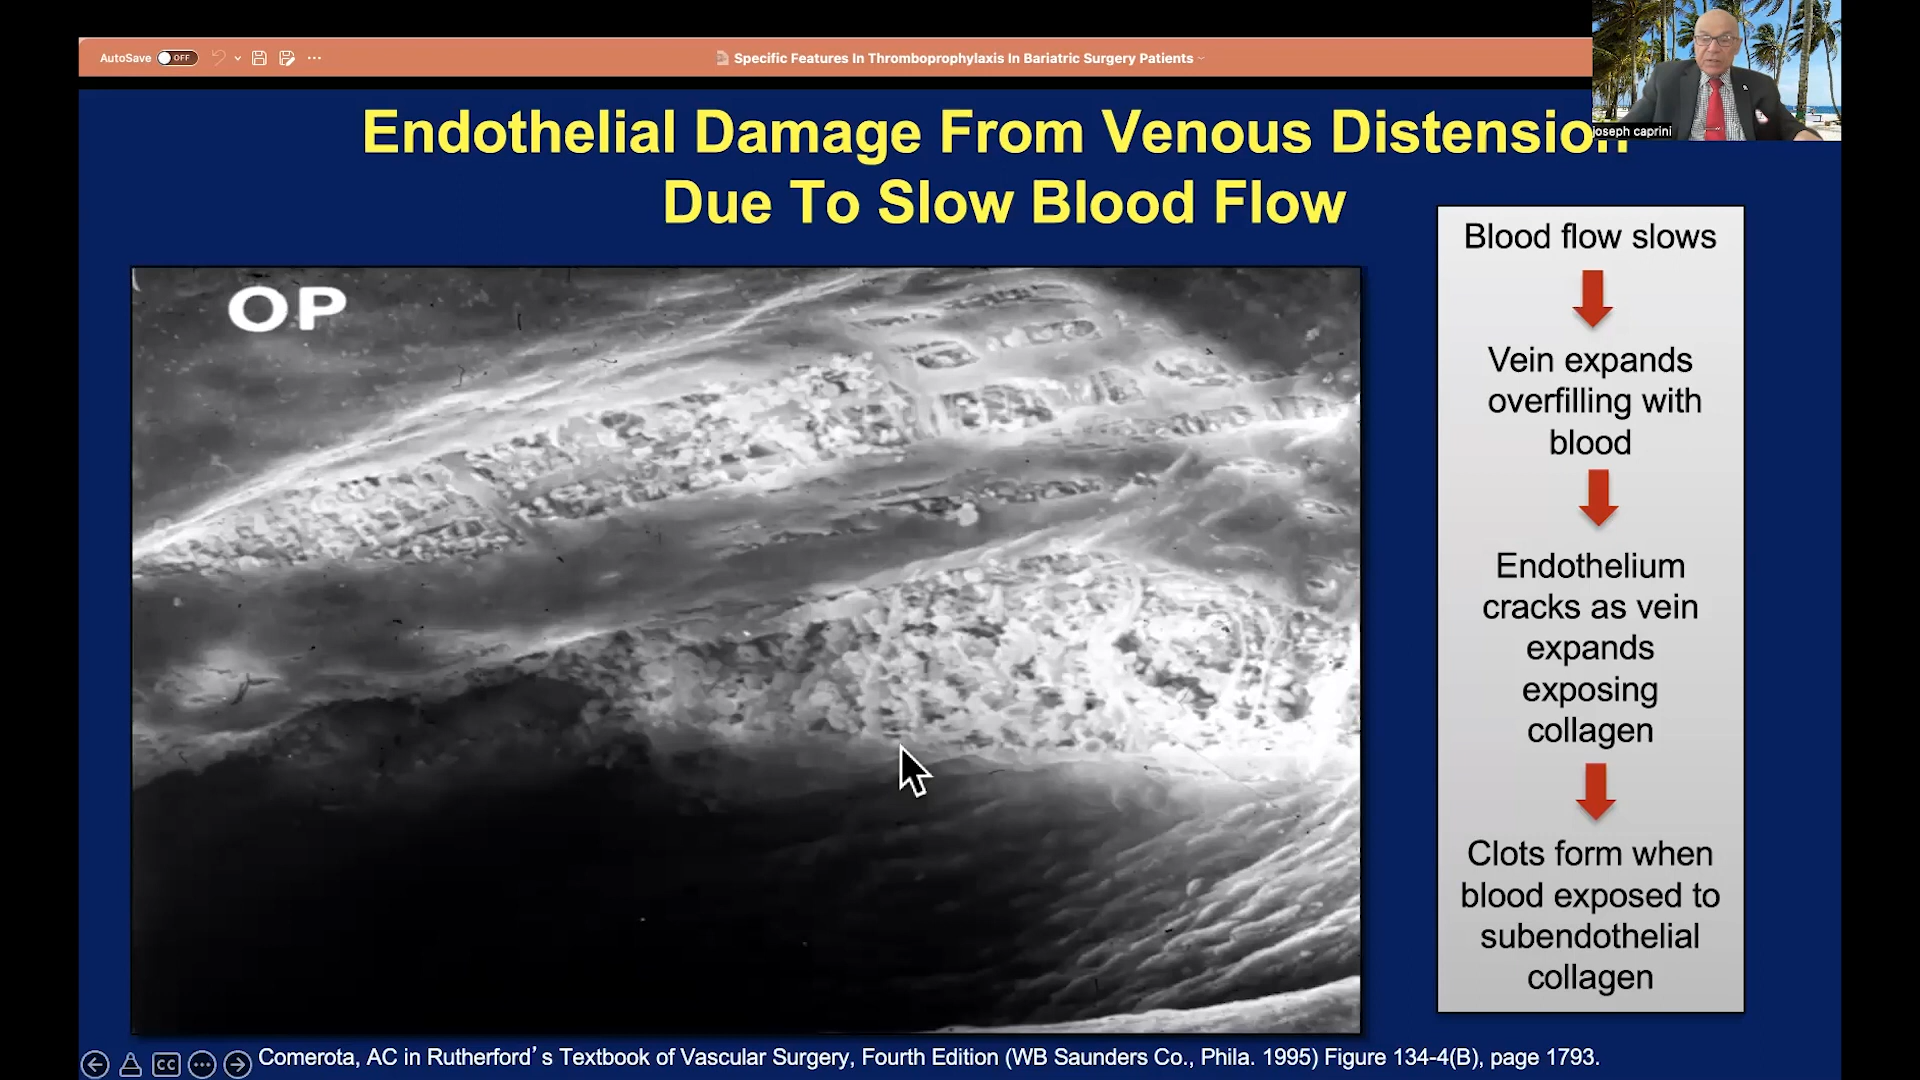 AutoSave OFF
Specific Features In Thromboprophylaxis In Bariatric Surgery Patients
joseph caprini
Endothelial Damage From Venous Distension
Due To Slow Blood Flow
OP
Blood flow slows
Vein expands
overfilling with
blood
Endothelium
cracks as vein
expands
exposing
collagen
Clots form when
blood exposed to
subendothelial
collagen
CC
Comerota, AC in Rutherford's Textbook of Vascular Surgery, Fourth Edition (WB Saunders Co., Phila. 1995) Figure 134-4(B), page 1793.